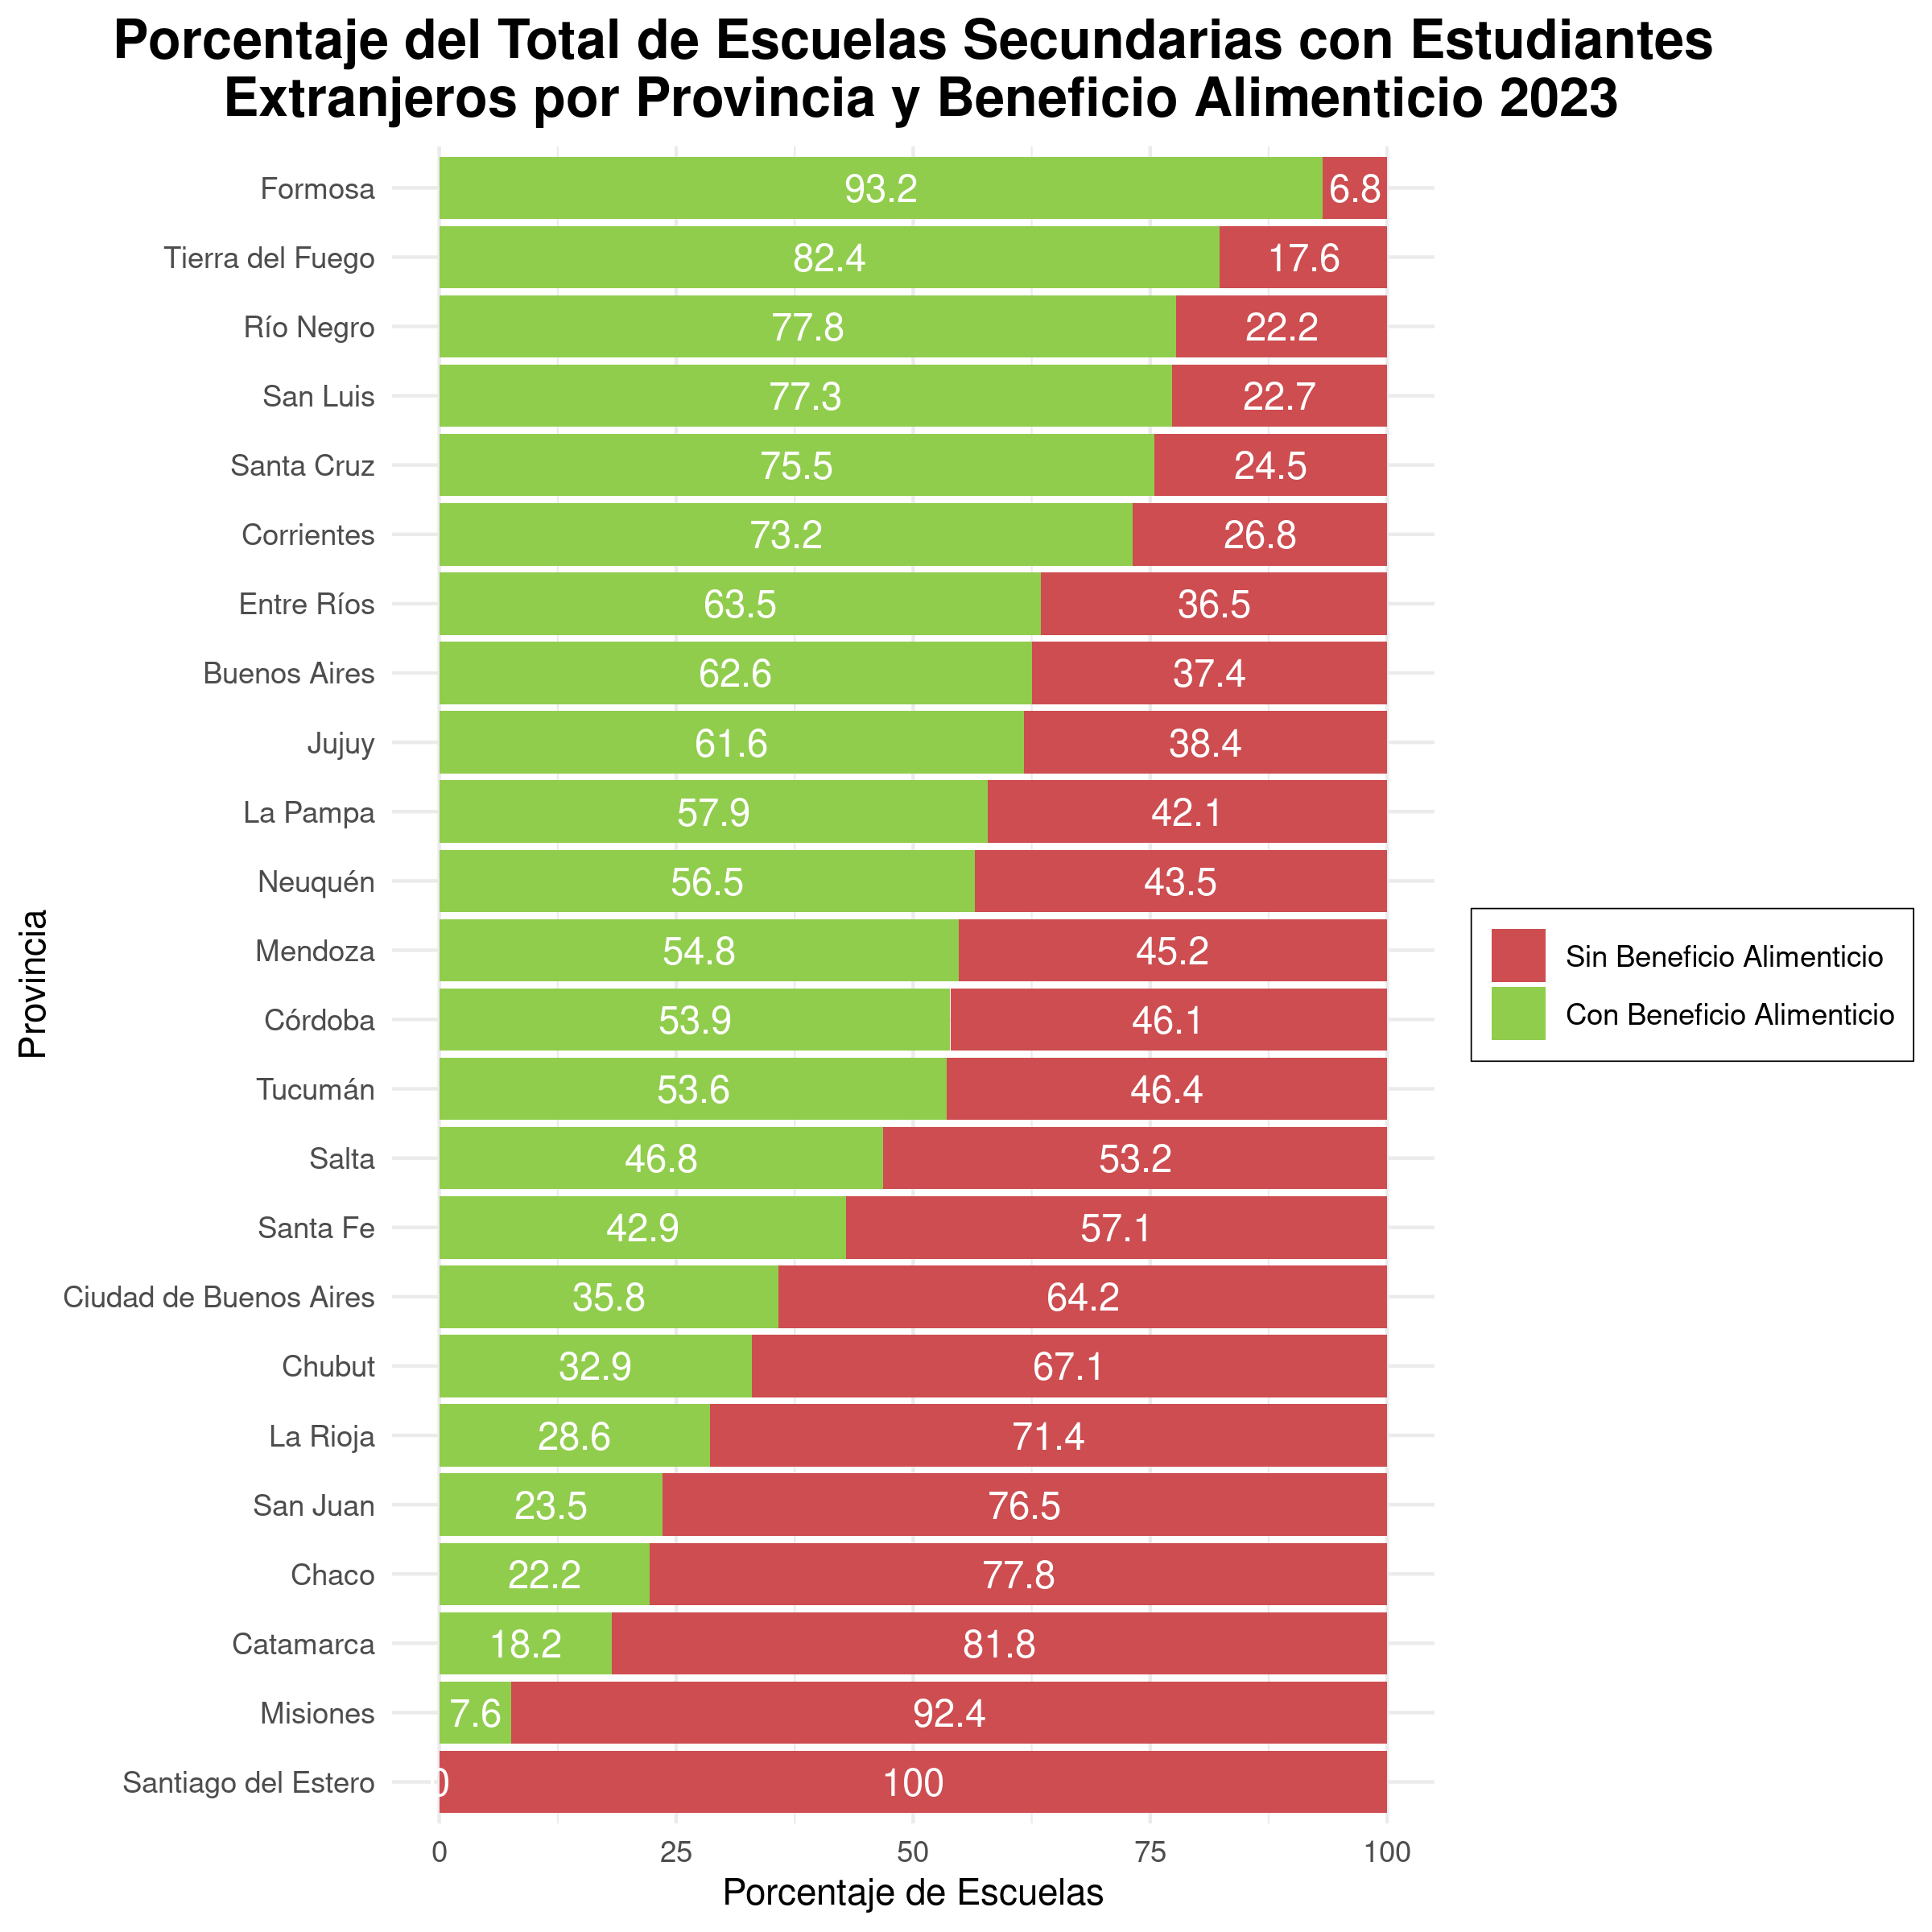 Porcentaje del Total de Escuelas Secundarias con Estudiantes
Extranjeros por Provincia y Beneficio Alimenticio 2023
Provincia
Formosa 93.2 6.8
Tierra del Fuego 82.4 17.6
Río Negro 77.8 22.2
San Luis 77.3 22.7
Santa Cruz 75.5 24.5
Corrientes 73.2 26.8
Entre Ríos 63.5 36.5
Buenos Aires 62.6 37.4
Jujuy 61.6 38.4
La Pampa 57.9 42.1
Neuquén 56.5 43.5
Mendoza 54.8 45.2
Córdoba 53.9 46.1
Tucumán 53.6 46.4
Salta 46.8 53.2
Santa Fe 42.9 57.1
Ciudad de Buenos Aires 35.8 64.2
Chubut 32.9 67.1
La Rioja 28.6 71.4
San Juan 23.5 76.5
Chaco 22.2 77.8
Catamarca 18.2 81.8
Misiones 7.6 92.4
Santiago del Estero 0 100
0 25 50 75 100
Porcentaje de Escuelas
Sin Beneficio Alimenticio
Con Beneficio Alimenticio